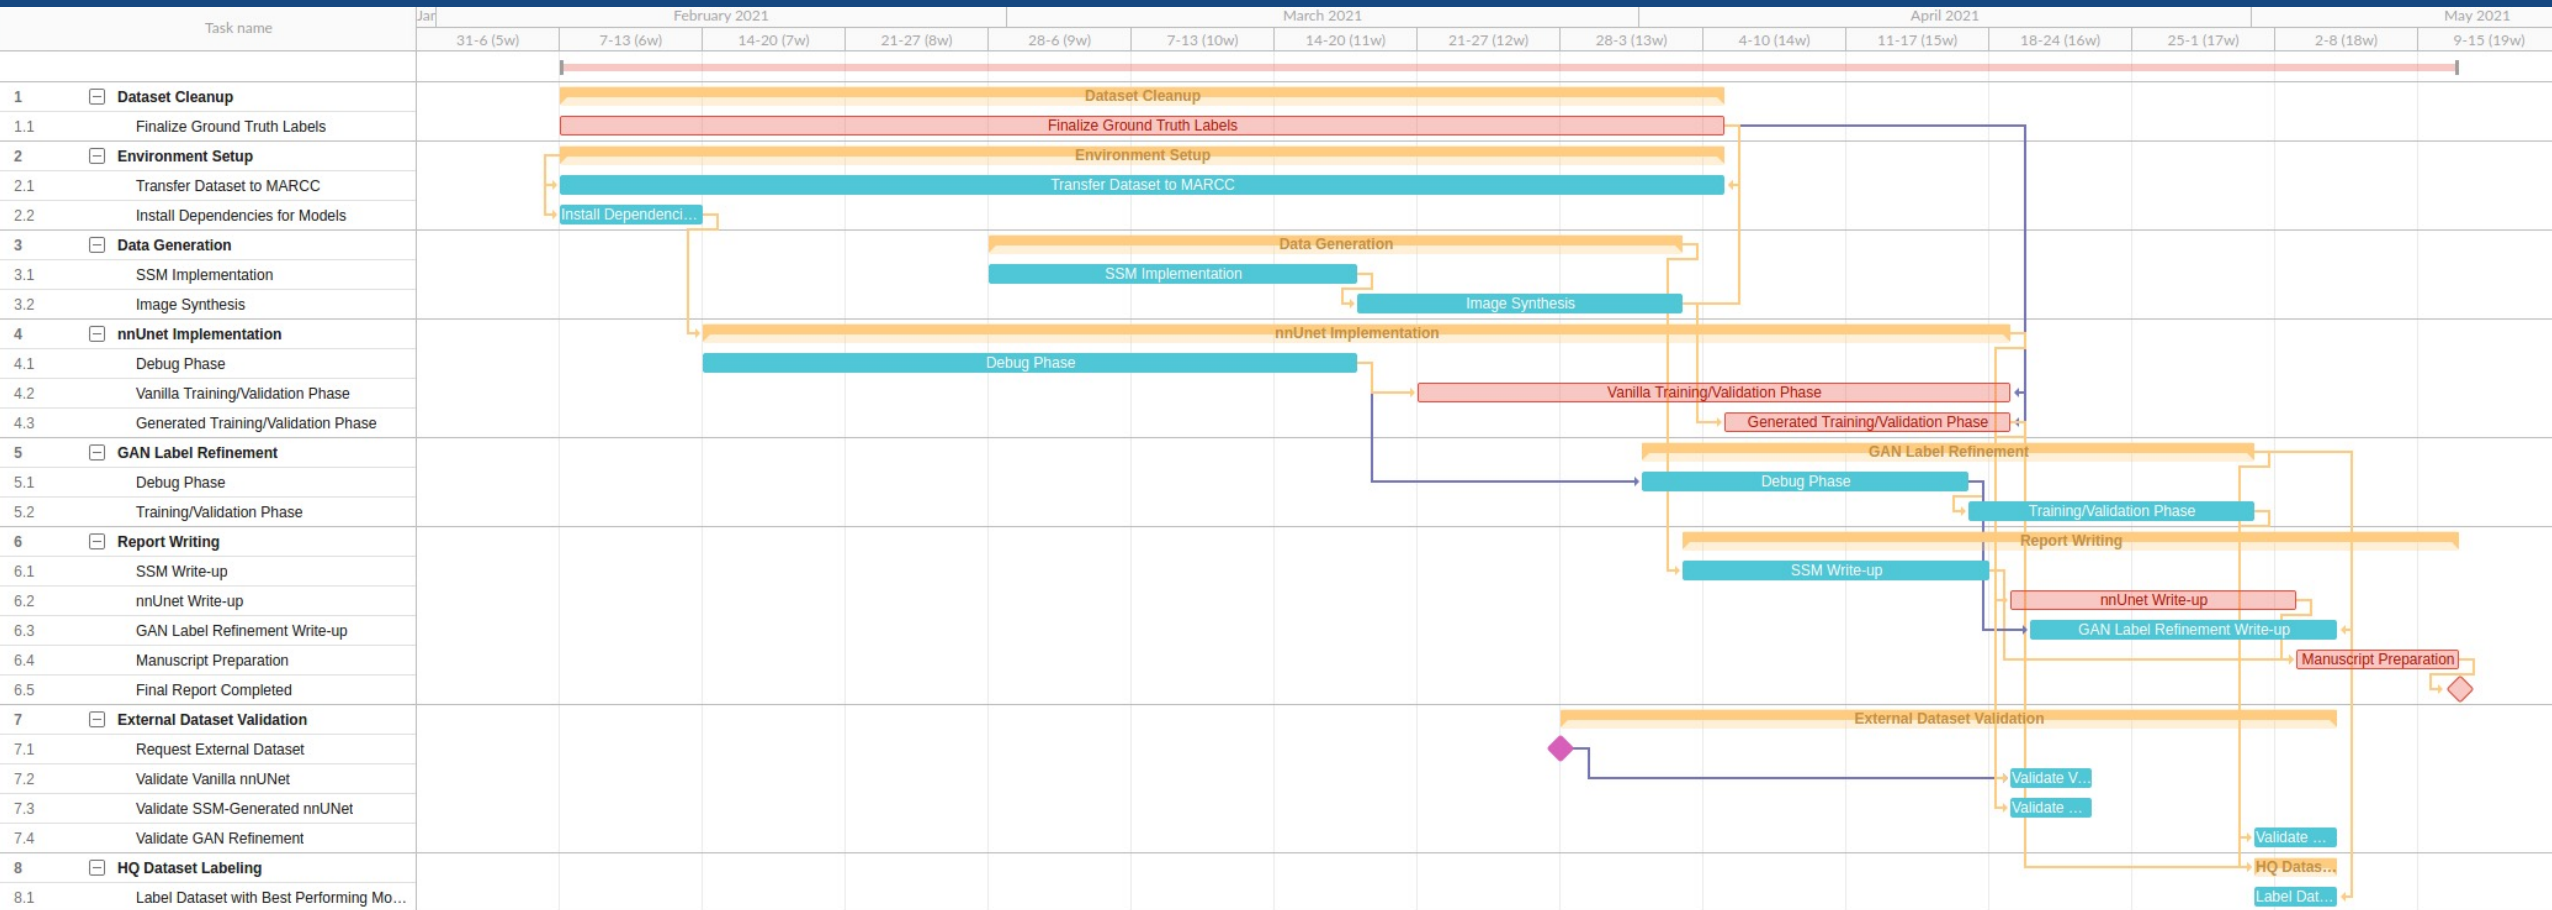 Task name
Jan February 2021 March 2021 April 2021 May 2021
31-6 (5w) 7-13 (6w) 14-20 (7w) 21-27 (8w) 28-6 (9w) 7-13 (10w) 14-20 (11w) 21-27 (12w) 28-3 (13w) 4-10 (14w) 11-17 (15w) 18-24 (16w) 25-1 (17w) 2-8 (18w) 9-15 (19w)
1 Dataset Cleanup Dataset Cleanup
1.1 Finalize Ground Truth Labels Finalize Ground Truth Labels
2 Environment Setup Environment Setup
2.1 Transfer Dataset to MARCC Transfer Dataset to MARCC
2.2 Install Dependencies for Models Install Dependenci...
3 Data Generation Data Generation
3.1 SSM Implementation SSM Implementation
3.2 Image Synthesis Image Synthesis
4 nnUnet Implementation nnUnet Implementation
4.1 Debug Phase Debug Phase
4.2 Vanilla Training/Validation Phase Vanilla Training/Validation Phase
4.3 Generated Training/Validation Phase Generated Training/Validation Phase
5 GAN Label Refinement GAN Label Refinement
5.1 Debug Phase Debug Phase
5.2 Training/Validation Phase Training/Validation Phase
6 Report Writing Report Writing
6.1 SSM Write-up SSM Write-up
6.2 nnUnet Write-up nnUnet Write-up
6.3 GAN Label Refinement Write-up GAN Label Refinement Write-up
6.4 Manuscript Preparation Manuscript Preparation
6.5 Final Report Completed
7 External Dataset Validation External Dataset Validation
7.1 Request External Dataset
7.2 Validate Vanilla nnUNet Validate V...
7.3 Validate SSM-Generated nnUNet Validate ...
7.4 Validate GAN Refinement Validate ...
8 HQ Dataset Labeling HQ Datas...
8.1 Label Dataset with Best Performing Mo... Label Dat...